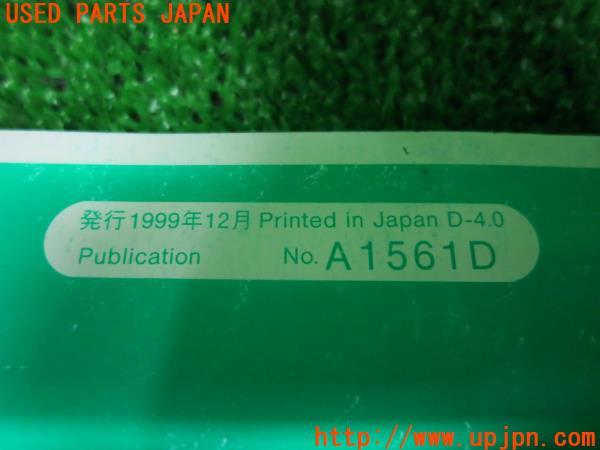 USED PARTS JAPAN
発行1999年12月 Printed in Japan D-4.0
Publication No. A1561D
http://www.upjpn.com